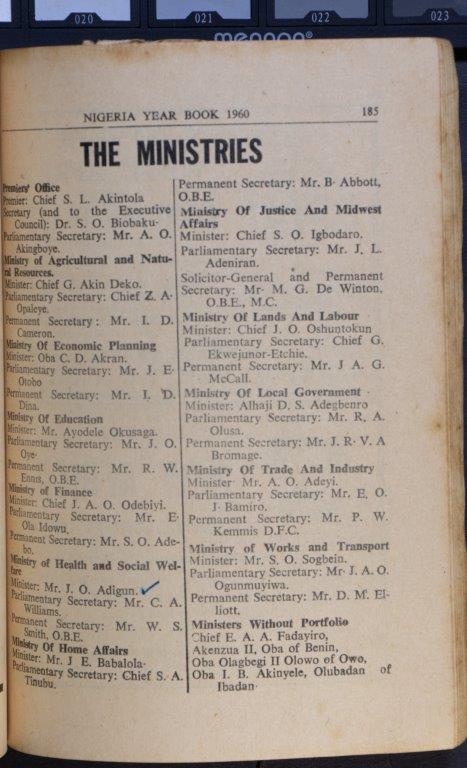 020 021 022 023
mennon®
NIGERIA YEAR BOOK 1960 185
THE MINISTRIES
Premiers' Office
Premier: Chief S. L. Akintola
Secretary (and to the Executive
Council): Dr. S. O. Biobaku·
Parliamentary Secretary: Mr. A. O.
Akingboye.
Ministry of Agricultural and Natu-
ral Resources.
Minister: Chief G. Akin Deko.
Parliamentary Secretary: Chief Z. A·
Opaleye.
Permanent Secretary: Mr. I. D.
Cameron.
Ministry Of Economic Planning
Minister: Oba C. D. Akran.
Parliamentary Secretary: Mr. J. E·
Otobo
Permanent Secretary: Mr. I. D.
Dina.
Ministry Of Education
Minister: Mr. Ayodele Okusaga.
Parliamentary Secretary: Mr. J. O.
Oye·
Permanent Secretary: Mr. R. W.
Ennis, O.B.E.
Ministry of Finance
Minister: Chief J. A. O. Odebiyi.
Parliamentary Secretary: Mr. E·
Ola Idowu.
Permanent Secretary: Mr. S. O. Ade-
bo.
Ministry of Health and Social Wel-
fare
Minister: Mr. J. O. Adigun.
Parliamentary Secretary: Mr. C. A.
Williams.
Permanent Secretary: Mr. W. S.
Smith, O.B.E.
Ministry Of Home Affairs
Minister: Mr. J E. Babalola·
Parliamentary Secretary: Chief S. A.
Tinubu.
Permanent Secretary: Mr. B· Abbott,
O.B.E.
Ministry Of Justice And Midwest
Affairs
Minister: Chief S. O. Igbodaro.
Parliamentary Secretary: Mr. J. L.
Adeniran.
Solicitor-General and Permanent
Secretary: Mr· M. G. De Winton,
O.B.E., M.C.
Ministry Of Lands And Labour
Minister: Chief J. O. Oshuntokun
Parliamentary Secretary: Chief G.
Ekwejunor-Etchie.
Permanent Secretary: Mr. J A. G.
McCall.
Ministry Of Local Government
Minister: Alhaji D. S. Adegbenro
Parliamentary Secretary: Mr. R, A.
Olusa.
Permanent Secretary: Mr. J. R· V. A
Bromage.
Ministry Of Trade And Industry
Minister· Mr. A. O. Adeyi.
Parliamentary Secretary: Mr. E. O.
J· Bamiro.
Permanent Secretary: Mr. P. W.
Kemmis D.F.C.
Ministry of Works and Transport
Minister: Mr. S. O. Sogbein.
Parliamentary Secretary: Mr· J. A. O.
Ogunmuyiwa.
Permanent Secretary: Mr. D. M. El-
liott.
Ministers Without Portfolio
Chief E. A. A. Fadayiro,
Akenzua II, Oba of Benin,
Oba Olagbegi II Olowo of Owo,
Oba I. B. Akinyele, Olubadan of
Ibadan·